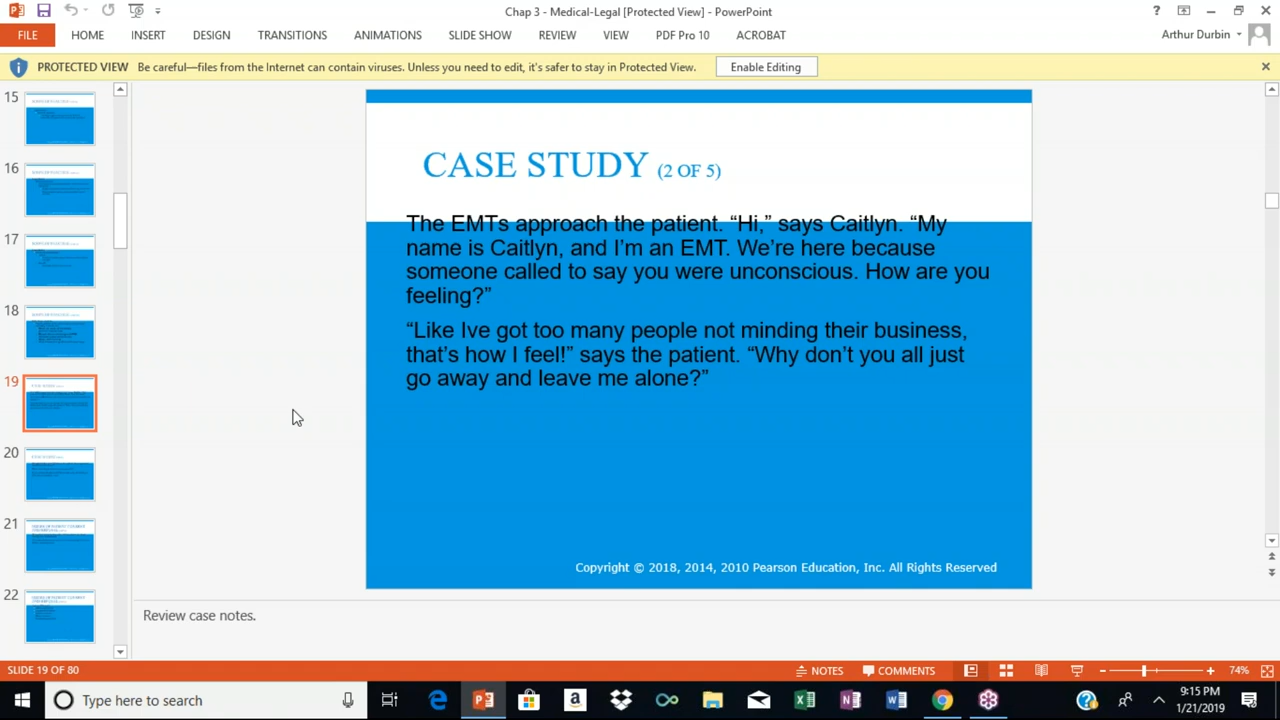 Chap 3 - Medical-Legal [Protected View] - PowerPoint
Arthur Durbin
FILE HOME INSERT DESIGN TRANSITIONS ANIMATIONS SLIDE SHOW REVIEW VIEW PDF Pro 10 ACROBAT
PROTECTED VIEW Be careful—files from the Internet can contain viruses. Unless you need to edit, it's safer to stay in Protected View. Enable Editing
15
16
17
18
19
20
21
22
CASE STUDY (2 OF 5)
The EMTs approach the patient. “Hi,” says Caitlyn. “My
name is Caitlyn, and I’m an EMT. We’re here because
someone called to say you were unconscious. How are you
feeling?”
“Like Ive got too many people not minding their business,
that’s how I feel!” says the patient. “Why don’t you all just
go away and leave me alone?”
Copyright © 2018, 2014, 2010 Pearson Education, Inc. All Rights Reserved
Review case notes.
SLIDE 19 OF 80 NOTES COMMENTS 74%
Type here to search
9:15 PM
1/21/2019